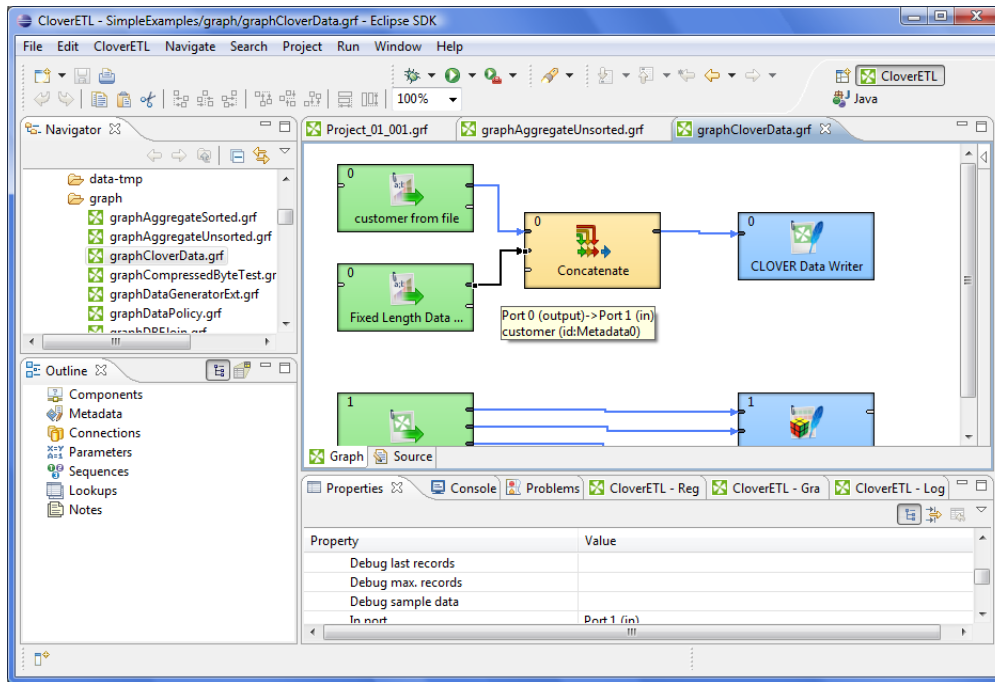 CloverETL - SimpleExamples/graph/graphCloverData.grf - Eclipse SDK
File Edit CloverETL Navigate Search Project Run Window Help
CloverETL
100%
Java
Navigator
data-tmp
graph
graphAggregateSorted.grf
graphAggregateUnsorted.grf
graphCloverData.grf
graphCompressedByteTest.gr
graphDataGeneratorExt.grf
graphDataPolicy.grf
Outline
Components
Metadata
Connections
Parameters
Sequences
Lookups
Notes
Project_01_001.grf graphAggregateUnsorted.grf graphCloverData.grf
0
customer from file
0
Concatenate
0
CLOVER Data Writer
0
Fixed Length Data ...
Port 0 (output)->Port 1 (in)
customer (id:Metadata0)
1
1
Graph Source
Properties Console Problems CloverETL - Reg CloverETL - Gra CloverETL - Log
Property Value
Debug last records
Debug max. records
Debug sample data
In port Port 1 (in)